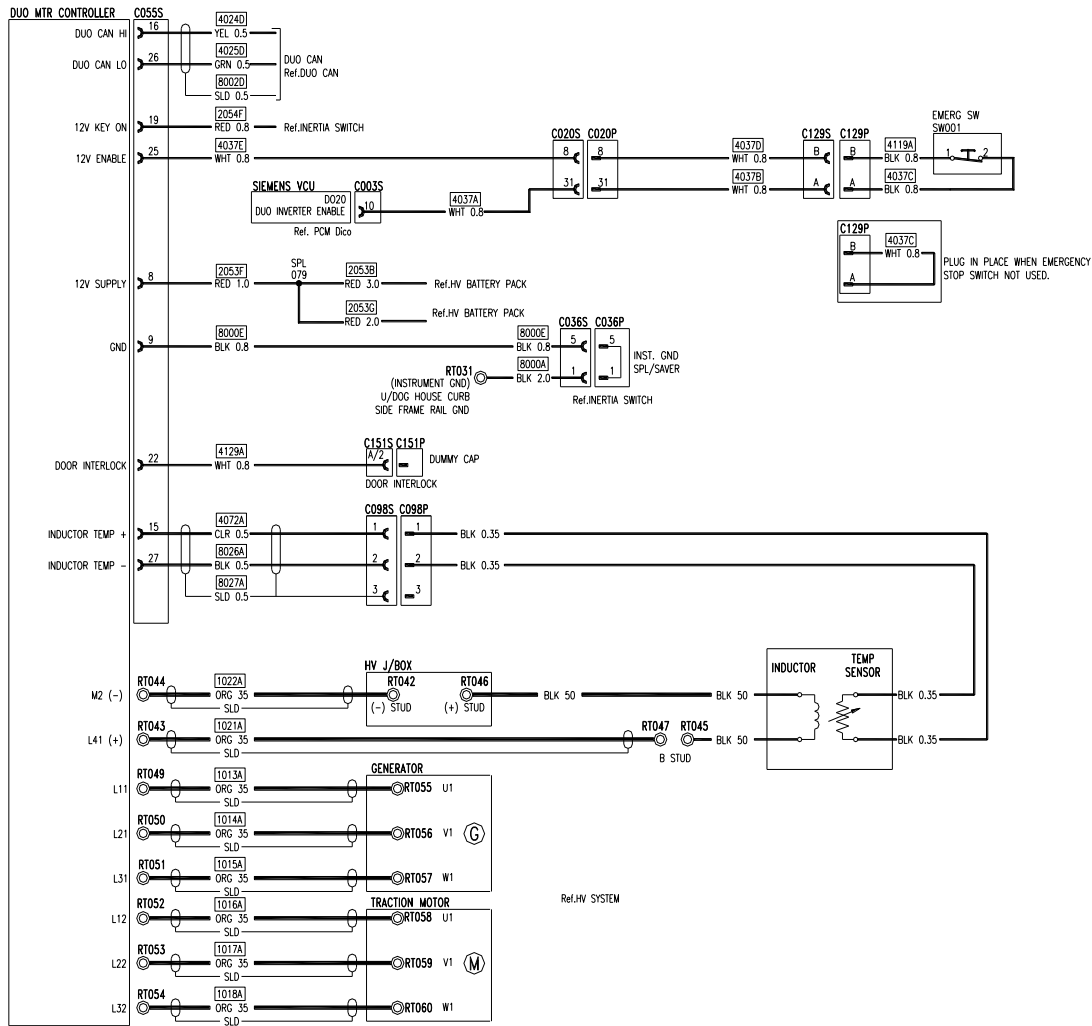 DUO MTR CONTROLLER C055S
DUO CAN HI 16 4024D YEL 0.5
DUO CAN LO 26 4025D GRN 0.5
8002D SLD 0.5
DUO CAN
Ref.DUO CAN
12V KEY ON 19 2054F RED 0.8 Ref.INERTIA SWITCH
12V ENABLE 25 4037E WHT 0.8
C020S C020P
8 8
31 31
4037D WHT 0.8
4037B WHT 0.8
C129S C129P
B B
A A
4119A BLK 0.8
4037C BLK 0.8
EMERG SW
SW001
1 2
SIEMENS VCU C003S
DO20
DUO INVERTER ENABLE 10
4037A WHT 0.8
Ref. PCM Dico
C129P
B
A
4037C WHT 0.8
PLUG IN PLACE WHEN EMERGENCY
STOP SWITCH NOT USED.
12V SUPPLY 8 2053F RED 1.0
SPL
079
2053B RED 3.0 Ref.HV BATTERY PACK
2053G RED 2.0 Ref.HV BATTERY PACK
GND 9 8000E BLK 0.8
8000E BLK 0.8
8000A BLK 2.0
C036S C036P
5 5
1 1
INST. GND
SPL/SAVER
Ref.INERTIA SWITCH
RT031
(INSTRUMENT GND)
U/DOG HOUSE CURB
SIDE FRAME RAIL GND
DOOR INTERLOCK 22 4129A WHT 0.8
C151S C151P
A/2
DUMMY CAP
DOOR INTERLOCK
C098S C098P
INDUCTOR TEMP + 15 4072A CLR 0.5 1 1 BLK 0.35
INDUCTOR TEMP - 27 8026A BLK 0.5 2 2 BLK 0.35
8027A SLD 0.5 3 3
HV J/BOX
M2 (-) RT044 1022A ORG 35 SLD
RT042
(-) STUD
RT046
(+) STUD
BLK 50 BLK 50
INDUCTOR
TEMP
SENSOR
BLK 0.35
L41 (+) RT043 1021A ORG 35 SLD
RT047 RT045
B STUD
BLK 50
BLK 0.35
GENERATOR
L11 RT049 1013A ORG 35 SLD RT055 U1
L21 RT050 1014A ORG 35 SLD RT056 V1 G
L31 RT051 1015A ORG 35 SLD RT057 W1
Ref.HV SYSTEM
TRACTION MOTOR
L12 RT052 1016A ORG 35 SLD RT058 U1
L22 RT053 1017A ORG 35 SLD RT059 V1 M
L32 RT054 1018A ORG 35 SLD RT060 W1